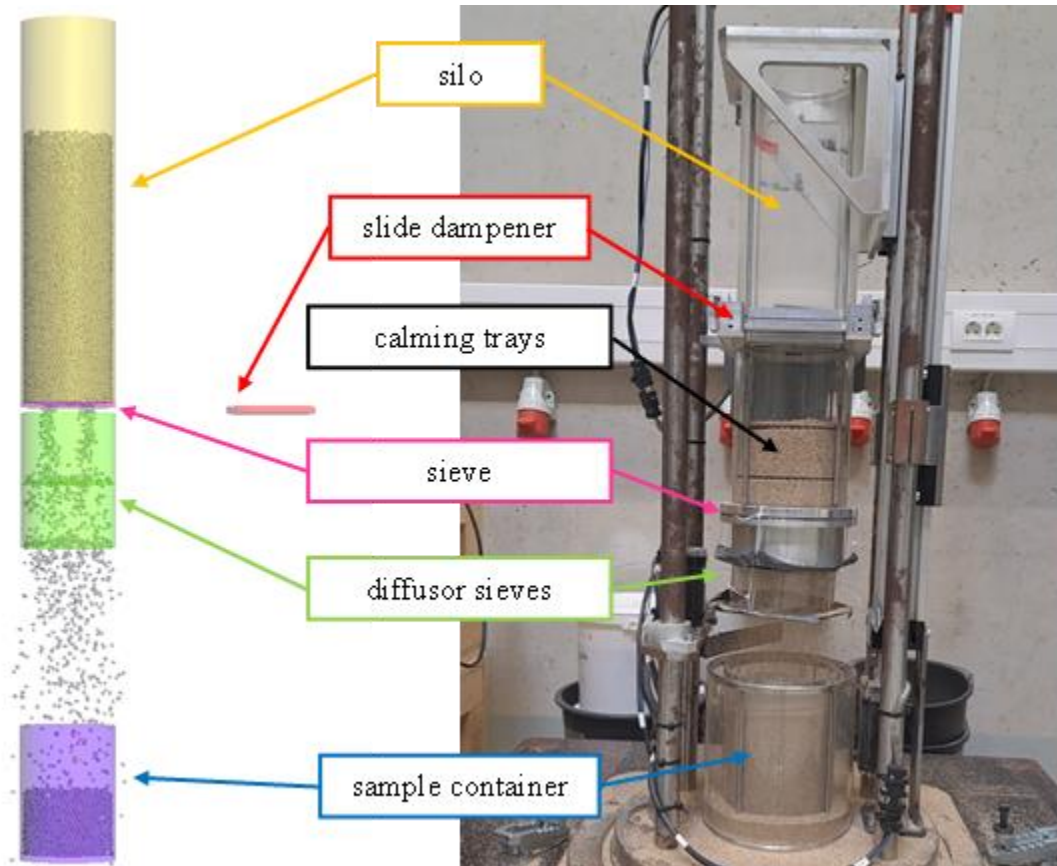 silo
slide dampener
calming trays
sieve
diffusor sieves
sample container